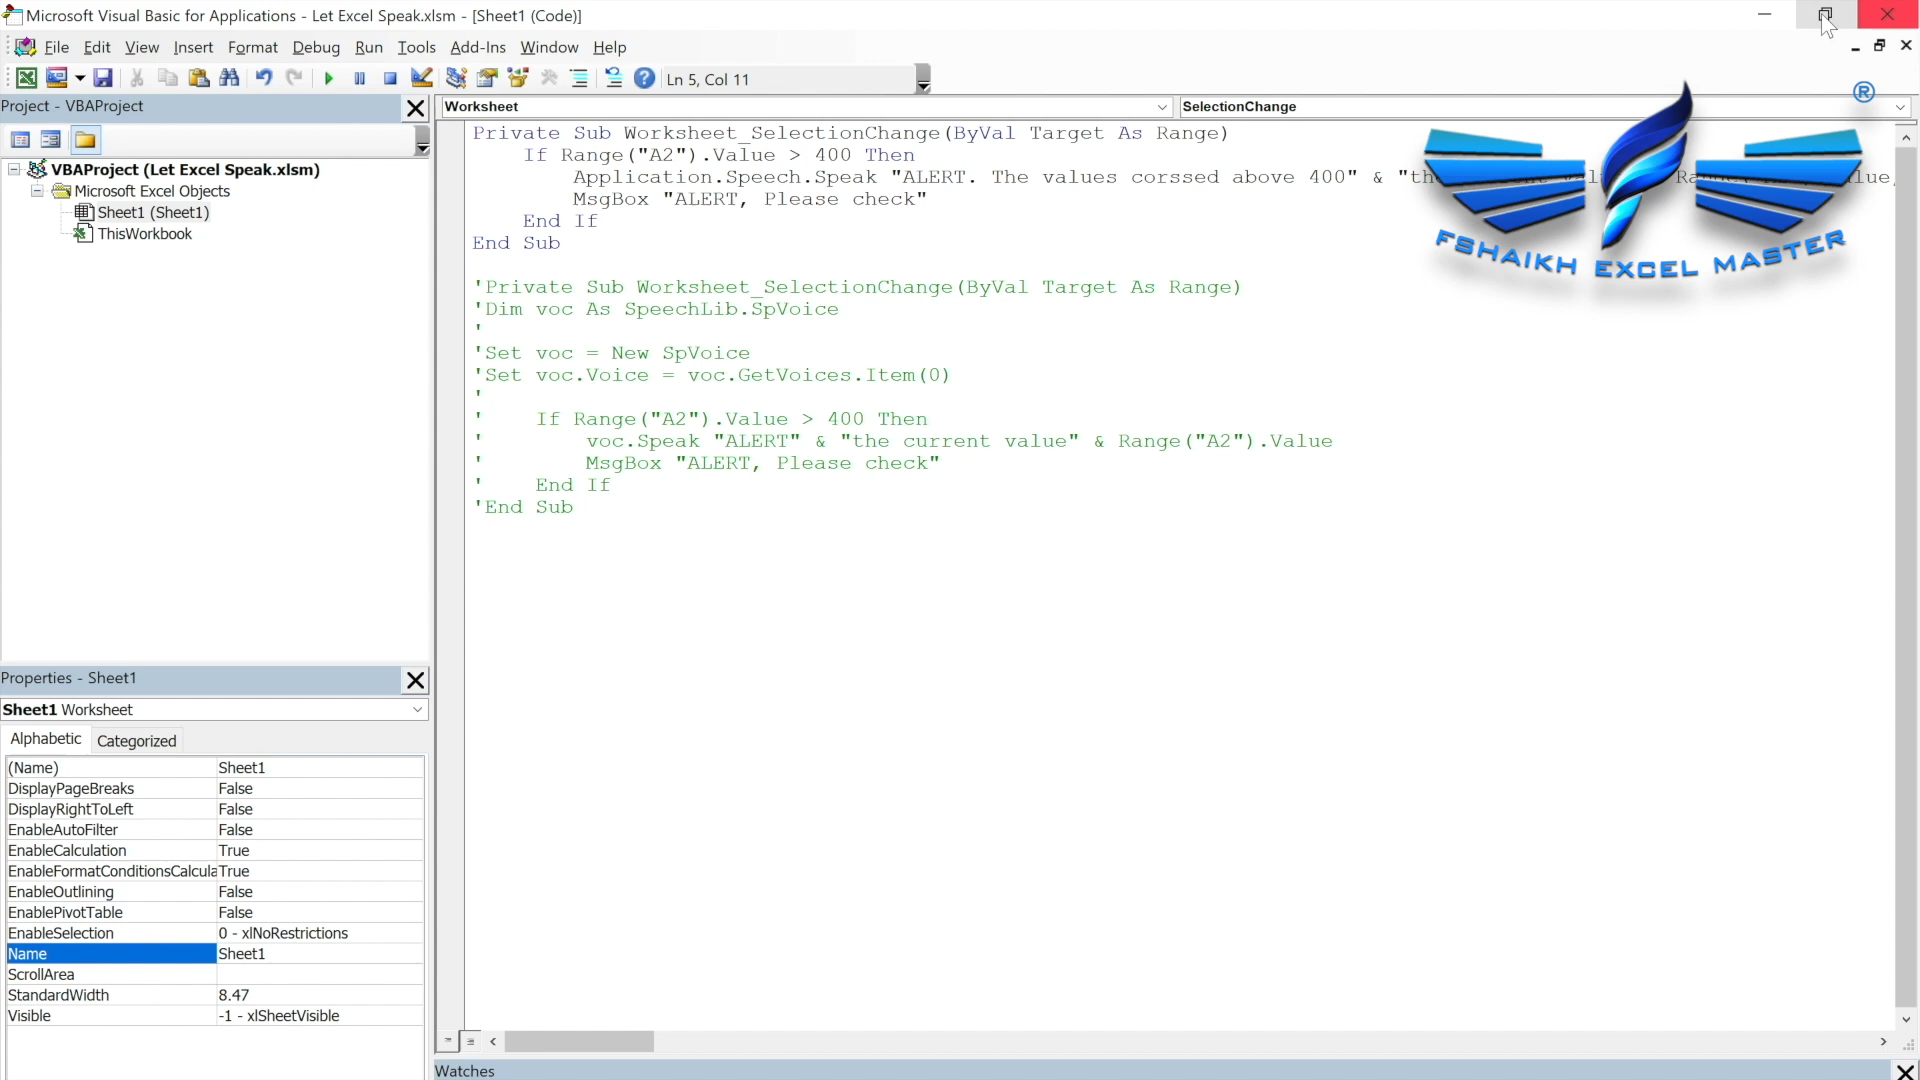 Microsoft Visual Basic for Applications - Let Excel Speak.xlsm - [Sheet1 (Code)]
File Edit View Insert Format Debug Run Tools Add-Ins Window Help
Ln 5, Col 11
Project - VBAProject
VBAProject (Let Excel Speak.xlsm)
Microsoft Excel Objects
Sheet1 (Sheet1)
ThisWorkbook
Properties - Sheet1
Sheet1 Worksheet
Alphabetic Categorized
(Name) Sheet1
DisplayPageBreaks False
DisplayRightToLeft False
EnableAutoFilter False
EnableCalculation True
EnableFormatConditionsCalcula True
EnableOutlining False
EnablePivotTable False
EnableSelection 0 - xlNoRestrictions
Name Sheet1
ScrollArea
StandardWidth 8.47
Visible -1 - xlSheetVisible
Worksheet SelectionChange
Private Sub Worksheet_SelectionChange(ByVal Target As Range)
If Range("A2").Value > 400 Then
Application.Speech.Speak "ALERT. The values corssed above 400" & "th
MsgBox "ALERT, Please check"
End If
End Sub
'Private Sub Worksheet_SelectionChange(ByVal Target As Range)
'Dim voc As SpeechLib.SpVoice
'
'Set voc = New SpVoice
'Set voc.Voice = voc.GetVoices.Item(0)
'
' If Range("A2").Value > 400 Then
' voc.Speak "ALERT" & "the current value" & Range("A2").Value
' MsgBox "ALERT, Please check"
' End If
'End Sub
®
FSHAIKH EXCEL MASTER
Watches